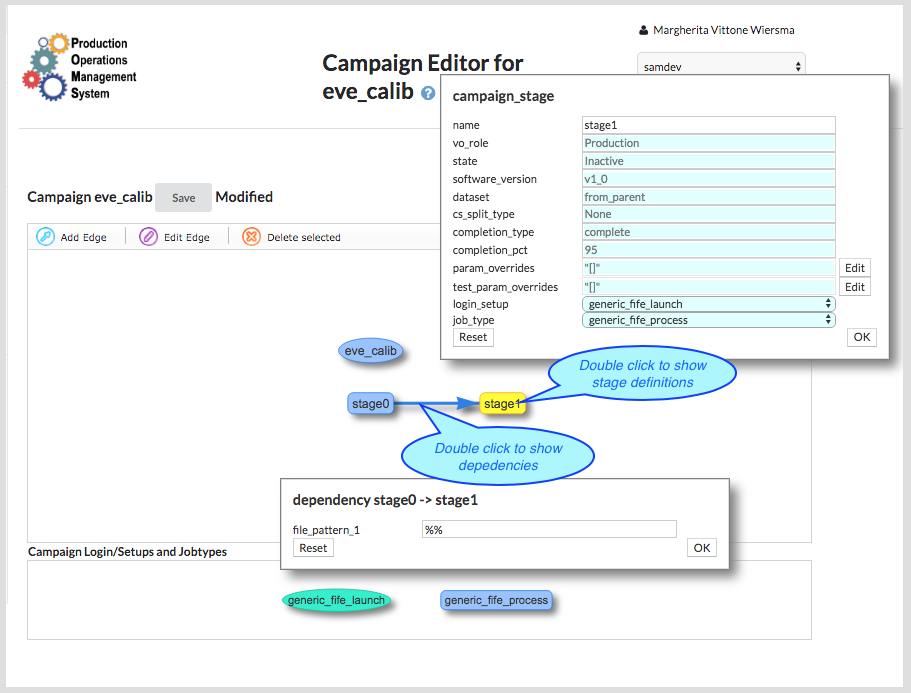 Production
Operations
Management
System
Margherita Vittone Wiersma
samdev
Campaign Editor for
eve_calib ?
campaign_stage
name stage1
vo_role Production
state Inactive
software_version v1_0
dataset from_parent
cs_split_type None
completion_type complete
completion_pct 95
param_overrides "[]" Edit
test_param_overrides "[]" Edit
login_setup generic_fife_launch
job_type generic_fife_process
Reset OK
Campaign eve_calib Save Modified
Add Edge Edit Edge Delete selected
eve_calib
Double click to show
stage definitions
stage0 stage1
Double click to show
depedencies
dependency stage0 -> stage1
file_pattern_1 %%
Reset OK
Campaign Login/Setups and Jobtypes
generic_fife_launch generic_fife_process